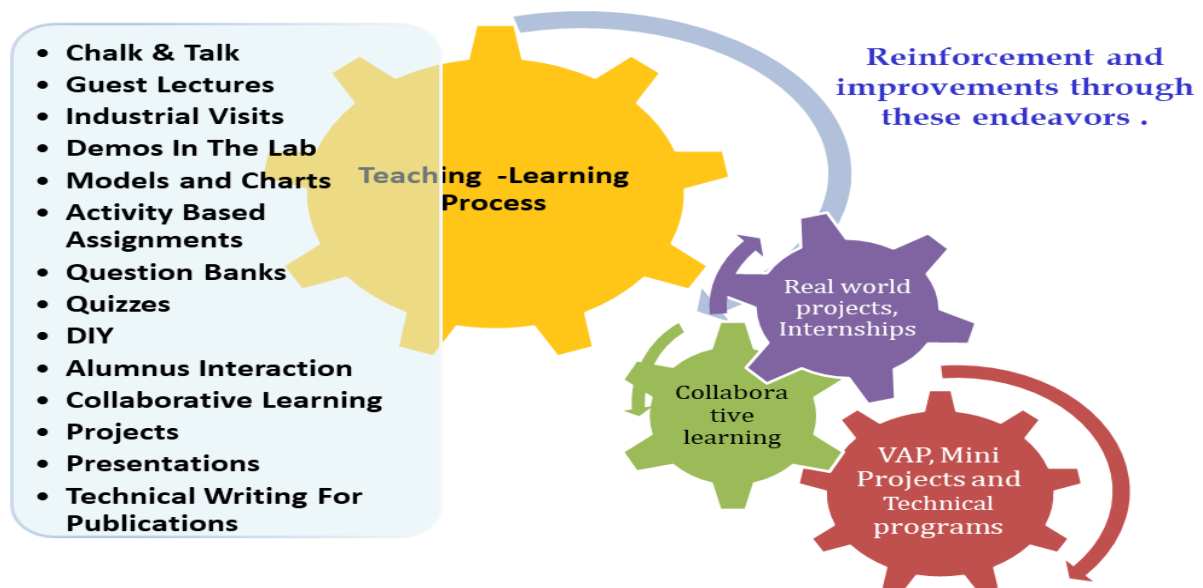 • Chalk & Talk
• Guest Lectures
• Industrial Visits
• Demos In The Lab
• Models and Charts
• Activity Based
Assignments
• Question Banks
• Quizzes
• DIY
• Alumnus Interaction
• Collaborative Learning
• Projects
• Presentations
• Technical Writing For
Publications
Teaching -Learning
Process
Reinforcement and
improvements through
these endeavors .
Real world
projects,
Internships
Collabora
tive
learning
VAP, Mini
Projects and
Technical
programs